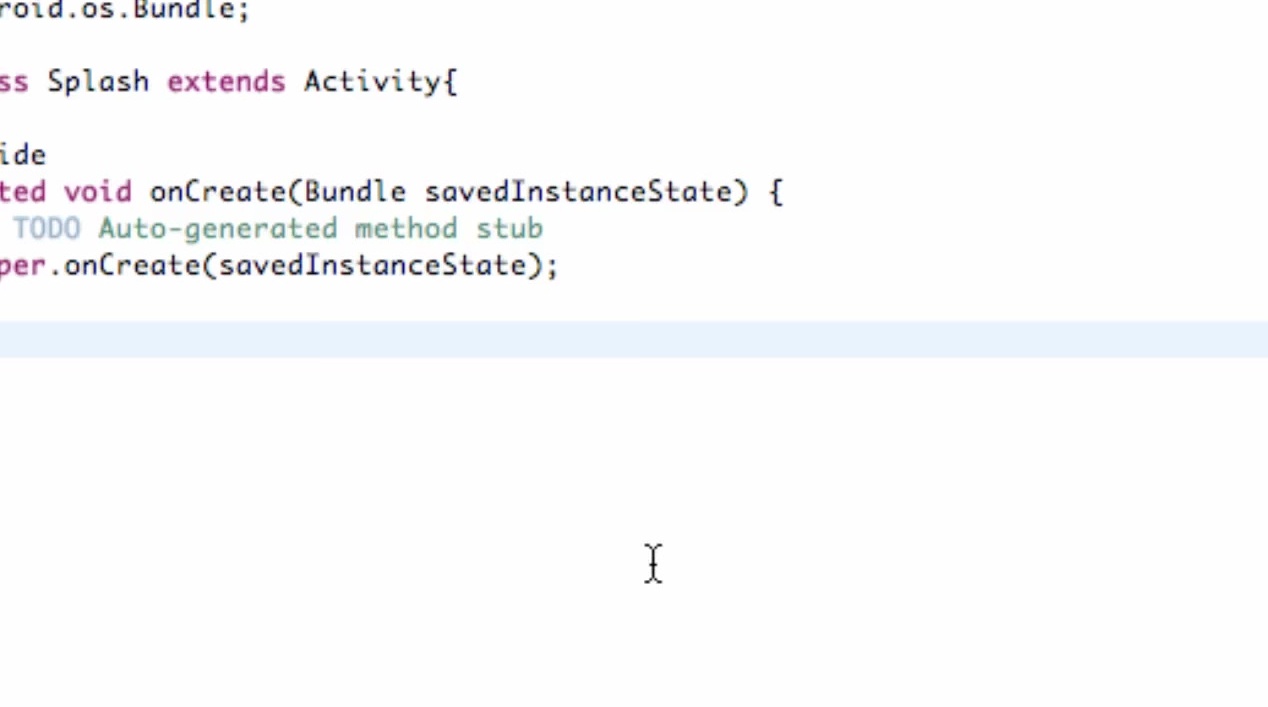 roid.os.Bundle;
ss Splash extends Activity{
ide
ted void onCreate(Bundle savedInstanceState) {
TODO Auto-generated method stub
per.onCreate(savedInstanceState);